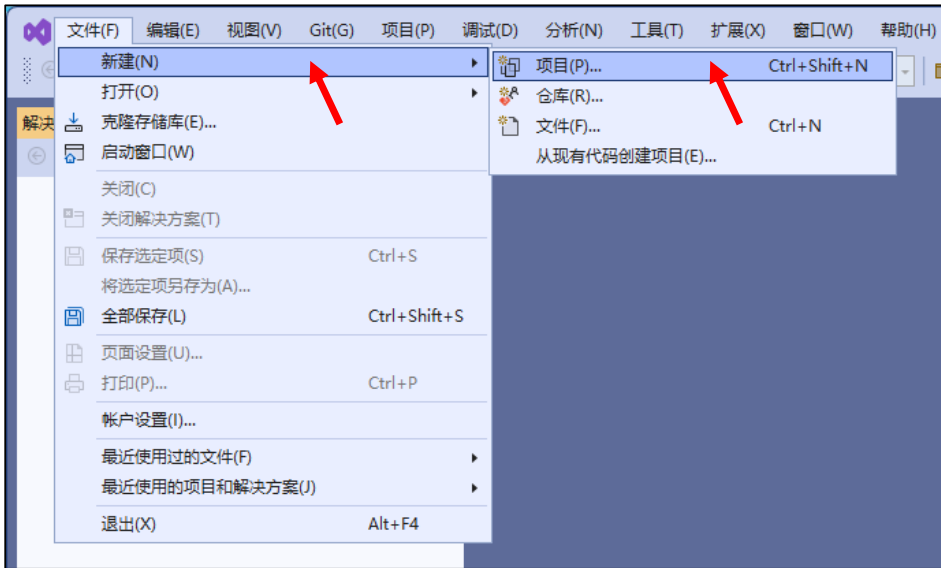 文件(F) 编辑(E) 视图(V) Git(G) 项目(P) 调试(D) 分析(N) 工具(T) 扩展(X) 窗口(W) 帮助(H)
新建(N)
打开(O)
克隆存储库(E)...
启动窗口(W)
关闭(C)
关闭解决方案(T)
保存选定项(S) Ctrl+S
将选定项另存为(A)...
全部保存(L) Ctrl+Shift+S
页面设置(U)...
打印(P)... Ctrl+P
帐户设置(I)...
最近使用过的文件(F)
最近使用的项目和解决方案(J)
退出(X) Alt+F4
项目(P)... Ctrl+Shift+N
仓库(R)...
文件(F)... Ctrl+N
从现有代码创建项目(E)...
解决